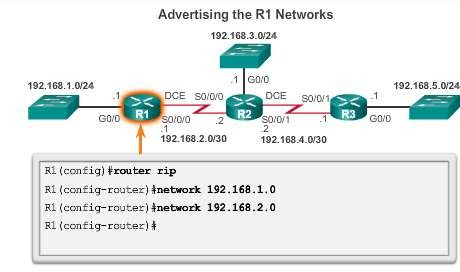 Advertising the R1 Networks
192.168.3.0/24
.1 G0/0
192.168.1.0/24
192.168.5.0/24
.1 DCE S0/0/0 DCE S0/0/1 .1
R1 R2 R3
G0/0 S0/0/0 .2 S0/0/1 .1 G0/0
.1 .2
192.168.2.0/30 192.168.4.0/30
R1(config)#router rip
R1(config-router)#network 192.168.1.0
R1(config-router)#network 192.168.2.0
R1(config-router)#